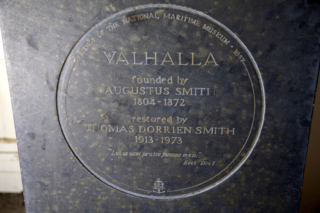 THE NATIONAL MARITIME MUSEUM
VALHALLA
founded by
AUGUSTUS SMITH
1804-1872
restored by
THOMAS DORRIEN SMITH
1913-1973
"Let us now praise famous men"